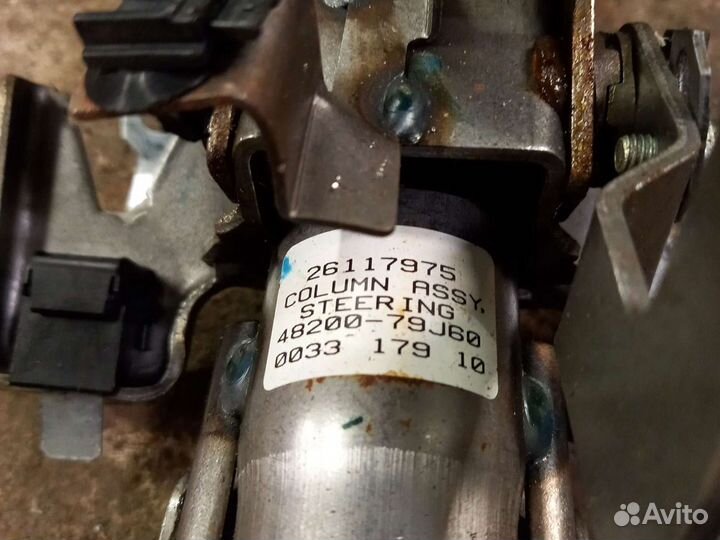 26117975
COLUMN ASSY.
STEERING
48200-79J60
0033 179 10
Avito